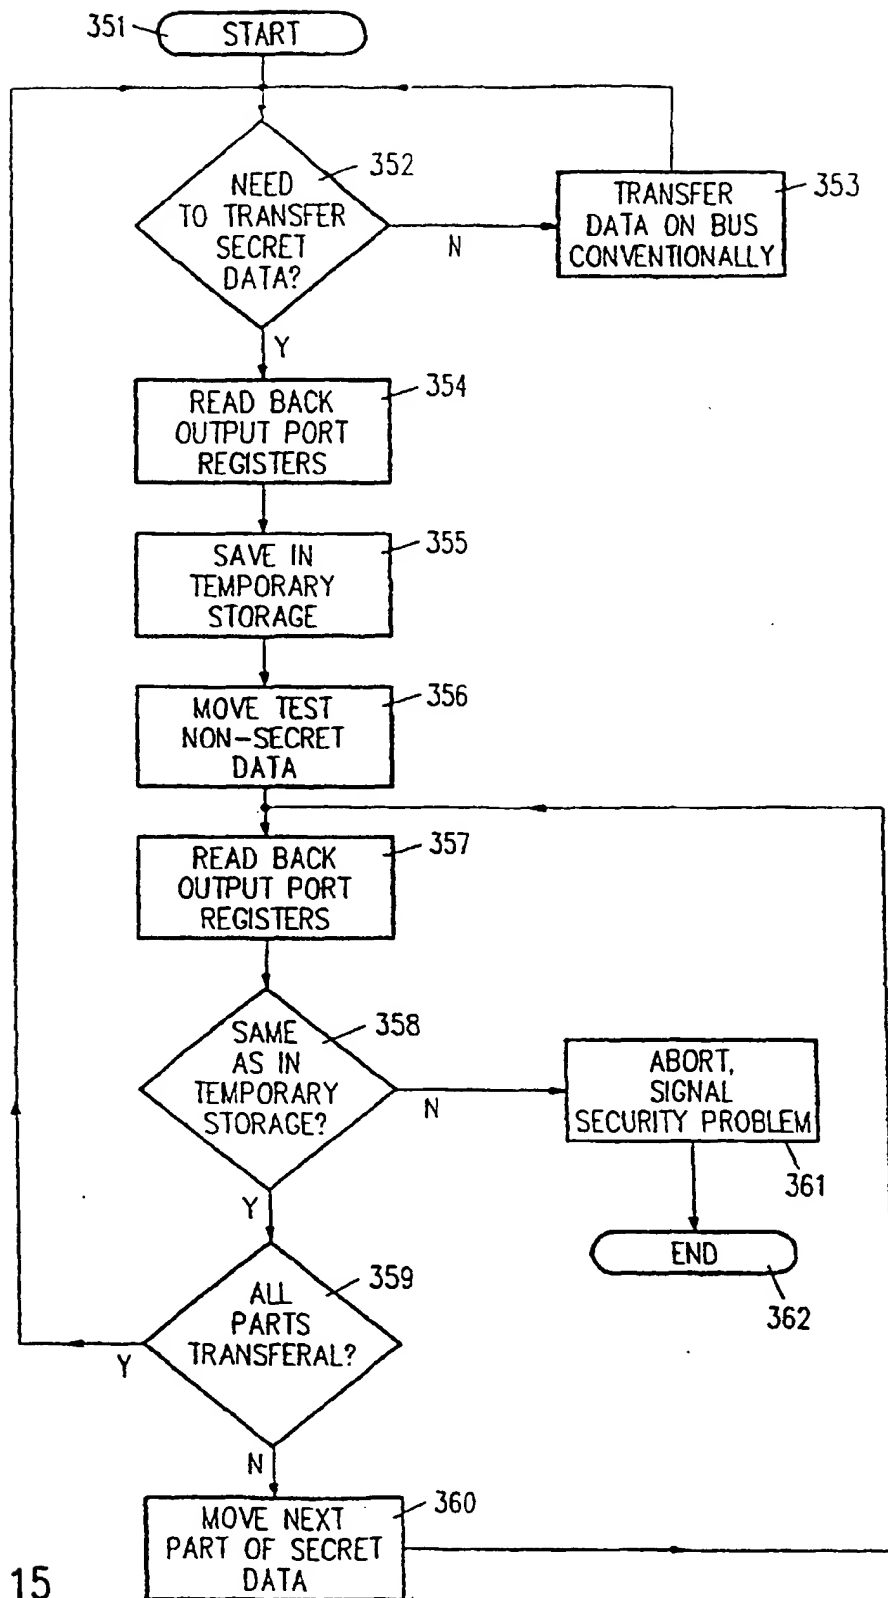 351
START
352
NEED
TO TRANSFER
SECRET
DATA?
N
Y
353
TRANSFER
DATA ON BUS
CONVENTIONALLY
354
READ BACK
OUTPUT PORT
REGISTERS
355
SAVE IN
TEMPORARY
STORAGE
356
MOVE TEST
NON-SECRET
DATA
357
READ BACK
OUTPUT PORT
REGISTERS
358
SAME
AS IN
TEMPORARY
STORAGE?
N
Y
ABORT,
SIGNAL
SECURITY PROBLEM
361
END
362
359
ALL
PARTS
TRANSFERAL?
Y
N
360
MOVE NEXT
PART OF SECRET
DATA
15